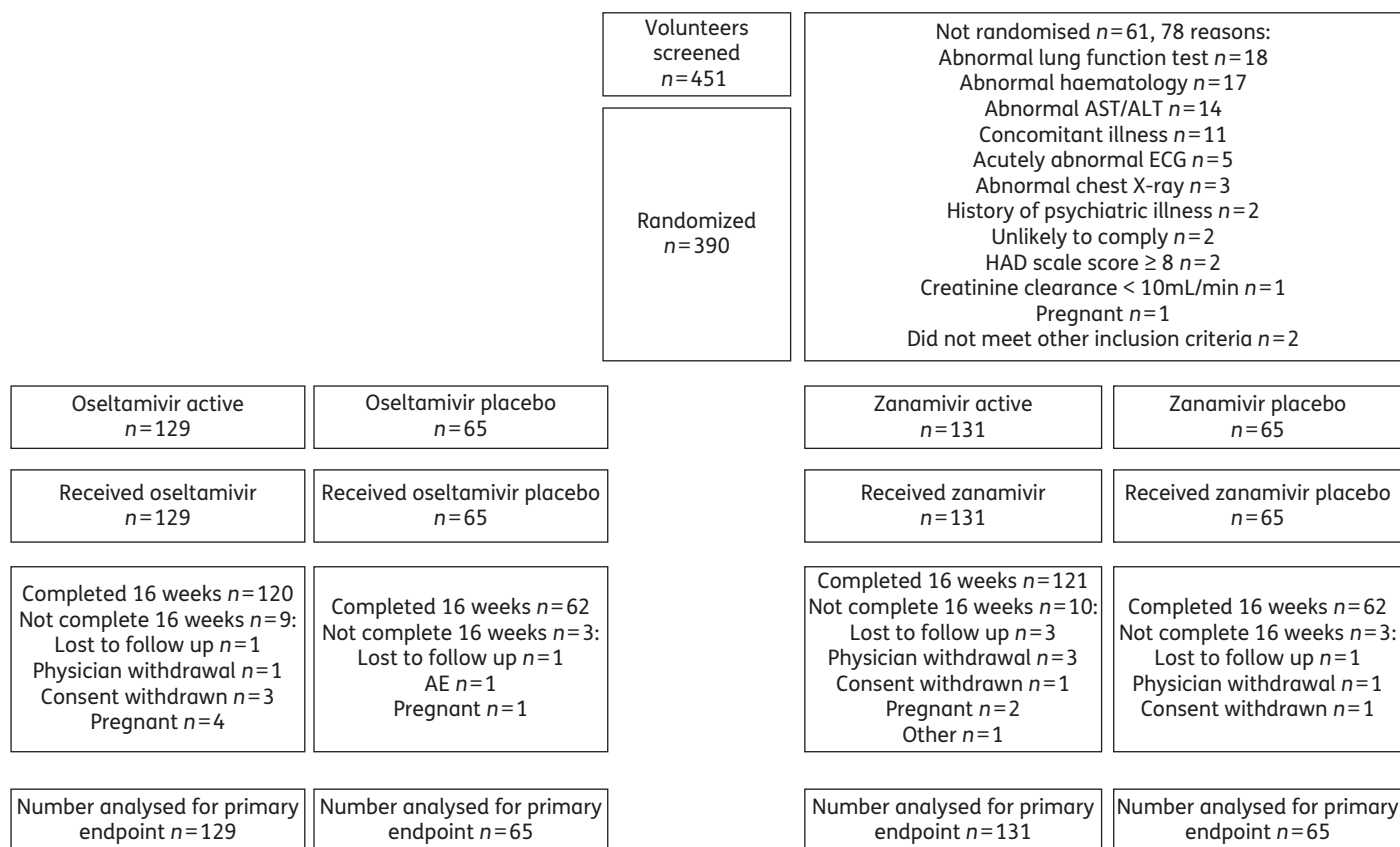 Volunteers
screened
n=451
Not randomised n=61, 78 reasons:
Abnormal lung function test n=18
Abnormal haematology n=17
Abnormal AST/ALT n=14
Concomitant illness n=11
Acutely abnormal ECG n=5
Abnormal chest X-ray n=3
History of psychiatric illness n=2
Unlikely to comply n=2
HAD scale score ≥ 8 n=2
Creatinine clearance < 10mL/min n=1
Pregnant n=1
Did not meet other inclusion criteria n=2
Randomized
n=390
Oseltamivir active
n=129
Oseltamivir placebo
n=65
Zanamivir active
n=131
Zanamivir placebo
n=65
Received oseltamivir
n=129
Received oseltamivir placebo
n=65
Received zanamivir
n=131
Received zanamivir placebo
n=65
Completed 16 weeks n=120
Not complete 16 weeks n=9:
Lost to follow up n=1
Physician withdrawal n=1
Consent withdrawn n=3
Pregnant n=4
Completed 16 weeks n=62
Not complete 16 weeks n=3:
Lost to follow up n=1
AE n=1
Pregnant n=1
Completed 16 weeks n=121
Not complete 16 weeks n=10:
Lost to follow up n=3
Physician withdrawal n=3
Consent withdrawn n=1
Pregnant n=2
Other n=1
Completed 16 weeks n=62
Not complete 16 weeks n=3:
Lost to follow up n=1
Physician withdrawal n=1
Consent withdrawn n=1
Number analysed for primary
endpoint n=129
Number analysed for primary
endpoint n=65
Number analysed for primary
endpoint n=131
Number analysed for primary
endpoint n=65